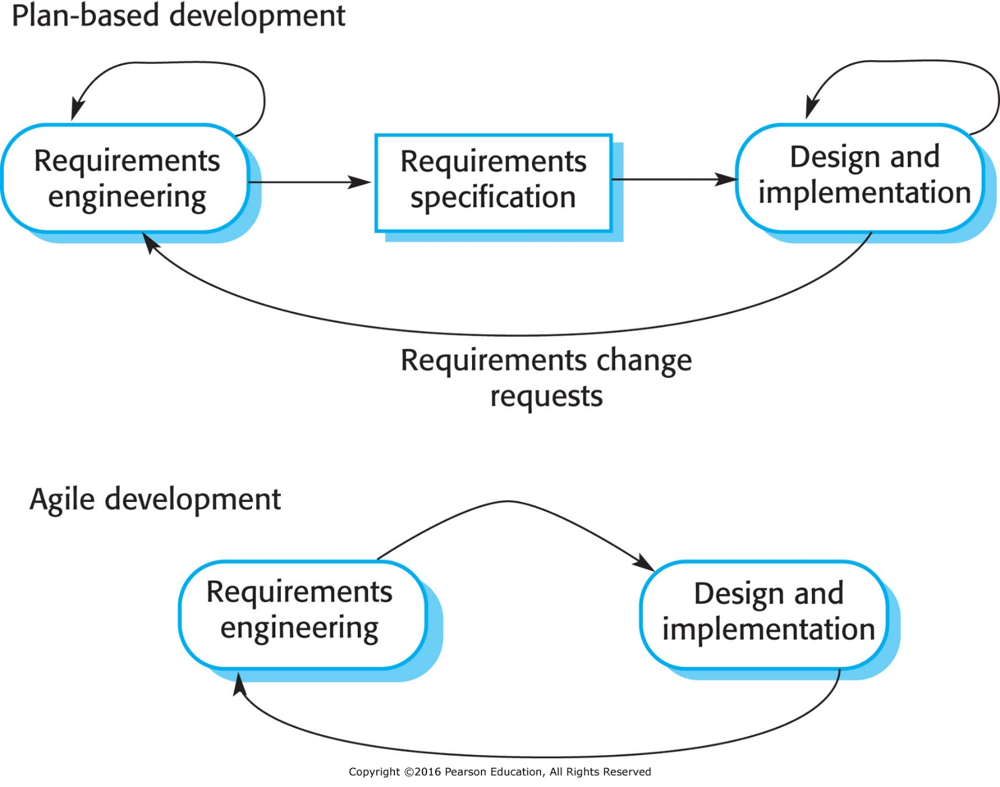 Plan-based development
Requirements
engineering
Requirements
specification
Design and
implementation
Requirements change
requests
Agile development
Requirements
engineering
Design and
implementation
Copyright ©2016 Pearson Education, All Rights Reserved